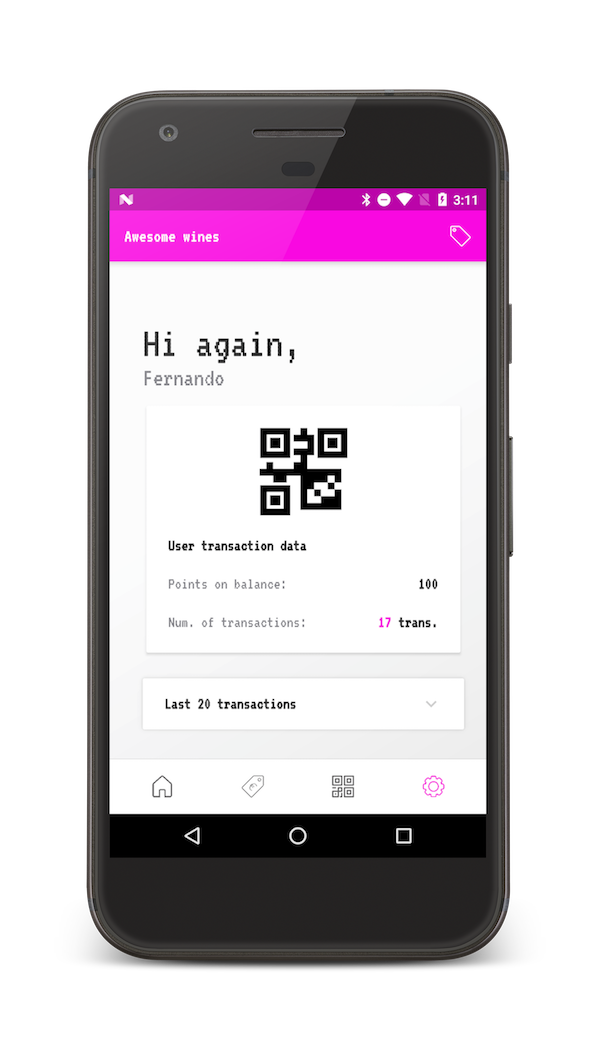 3:11
Awesome wines
Hi again,
Fernando
User transaction data
Points on balance: 100
Num. of transactions: 17 trans.
Last 20 transactions